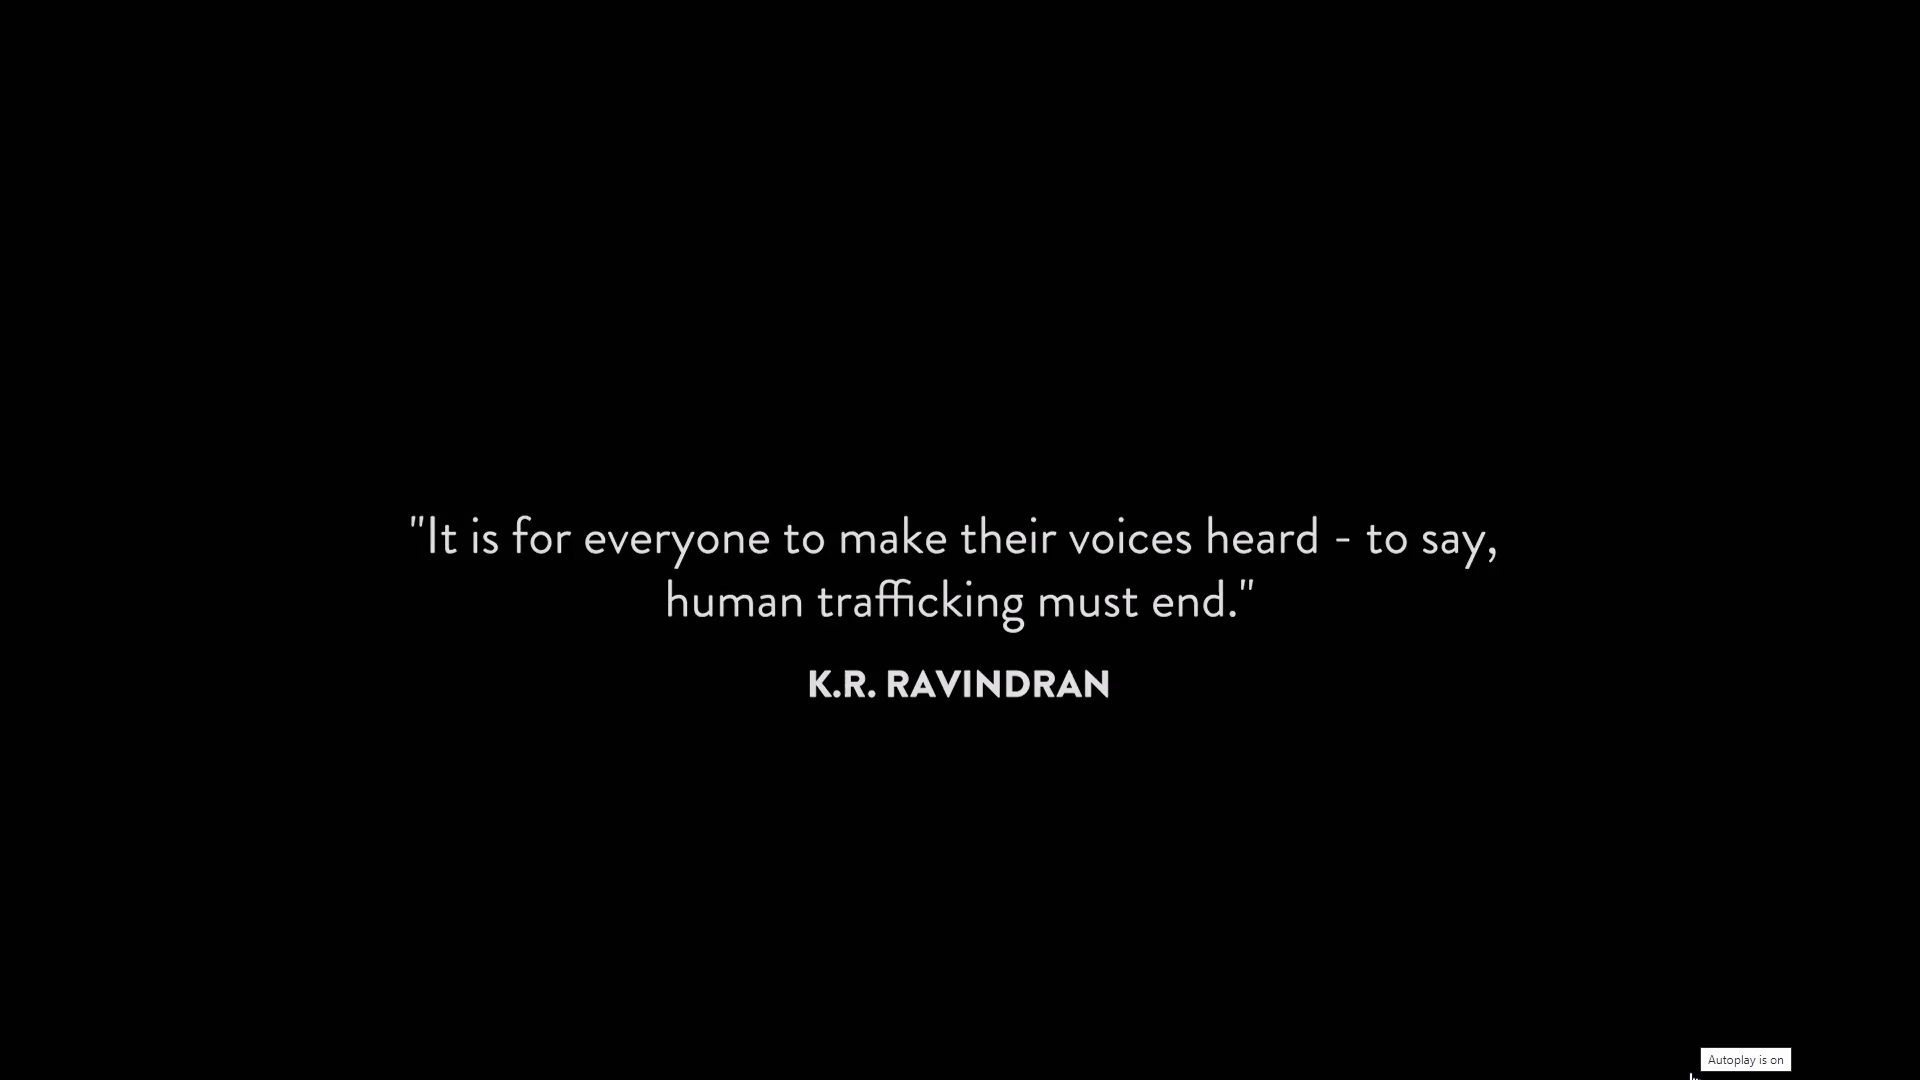 "It is for everyone to make their voices heard - to say,
human trafficking must end."
K.R. RAVINDRAN
Autoplay is on